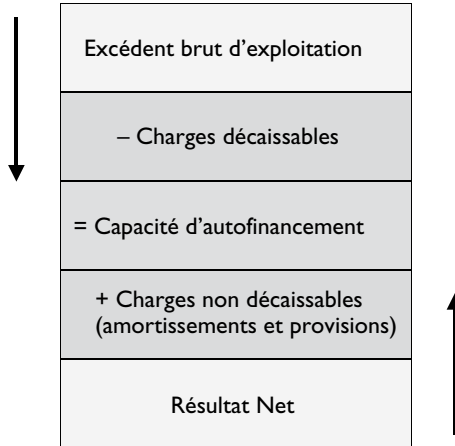 Excédent brut d’exploitation
– Charges décaissables
= Capacité d’autofinancement
+ Charges non décaissables
(amortissements et provisions)
Résultat Net